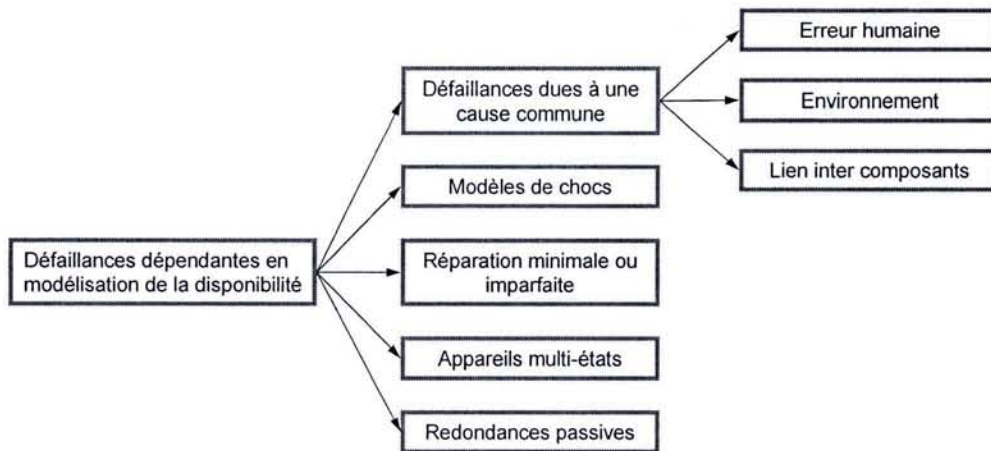 Erreur humaine
Défaillances dues à une
cause commune
Environnement
Lien inter composants
Modèles de chocs
Défaillances dépendantes en
modélisation de la disponibilité
Réparation minimale ou
imparfaite
Appareils multi-états
Redondances passives